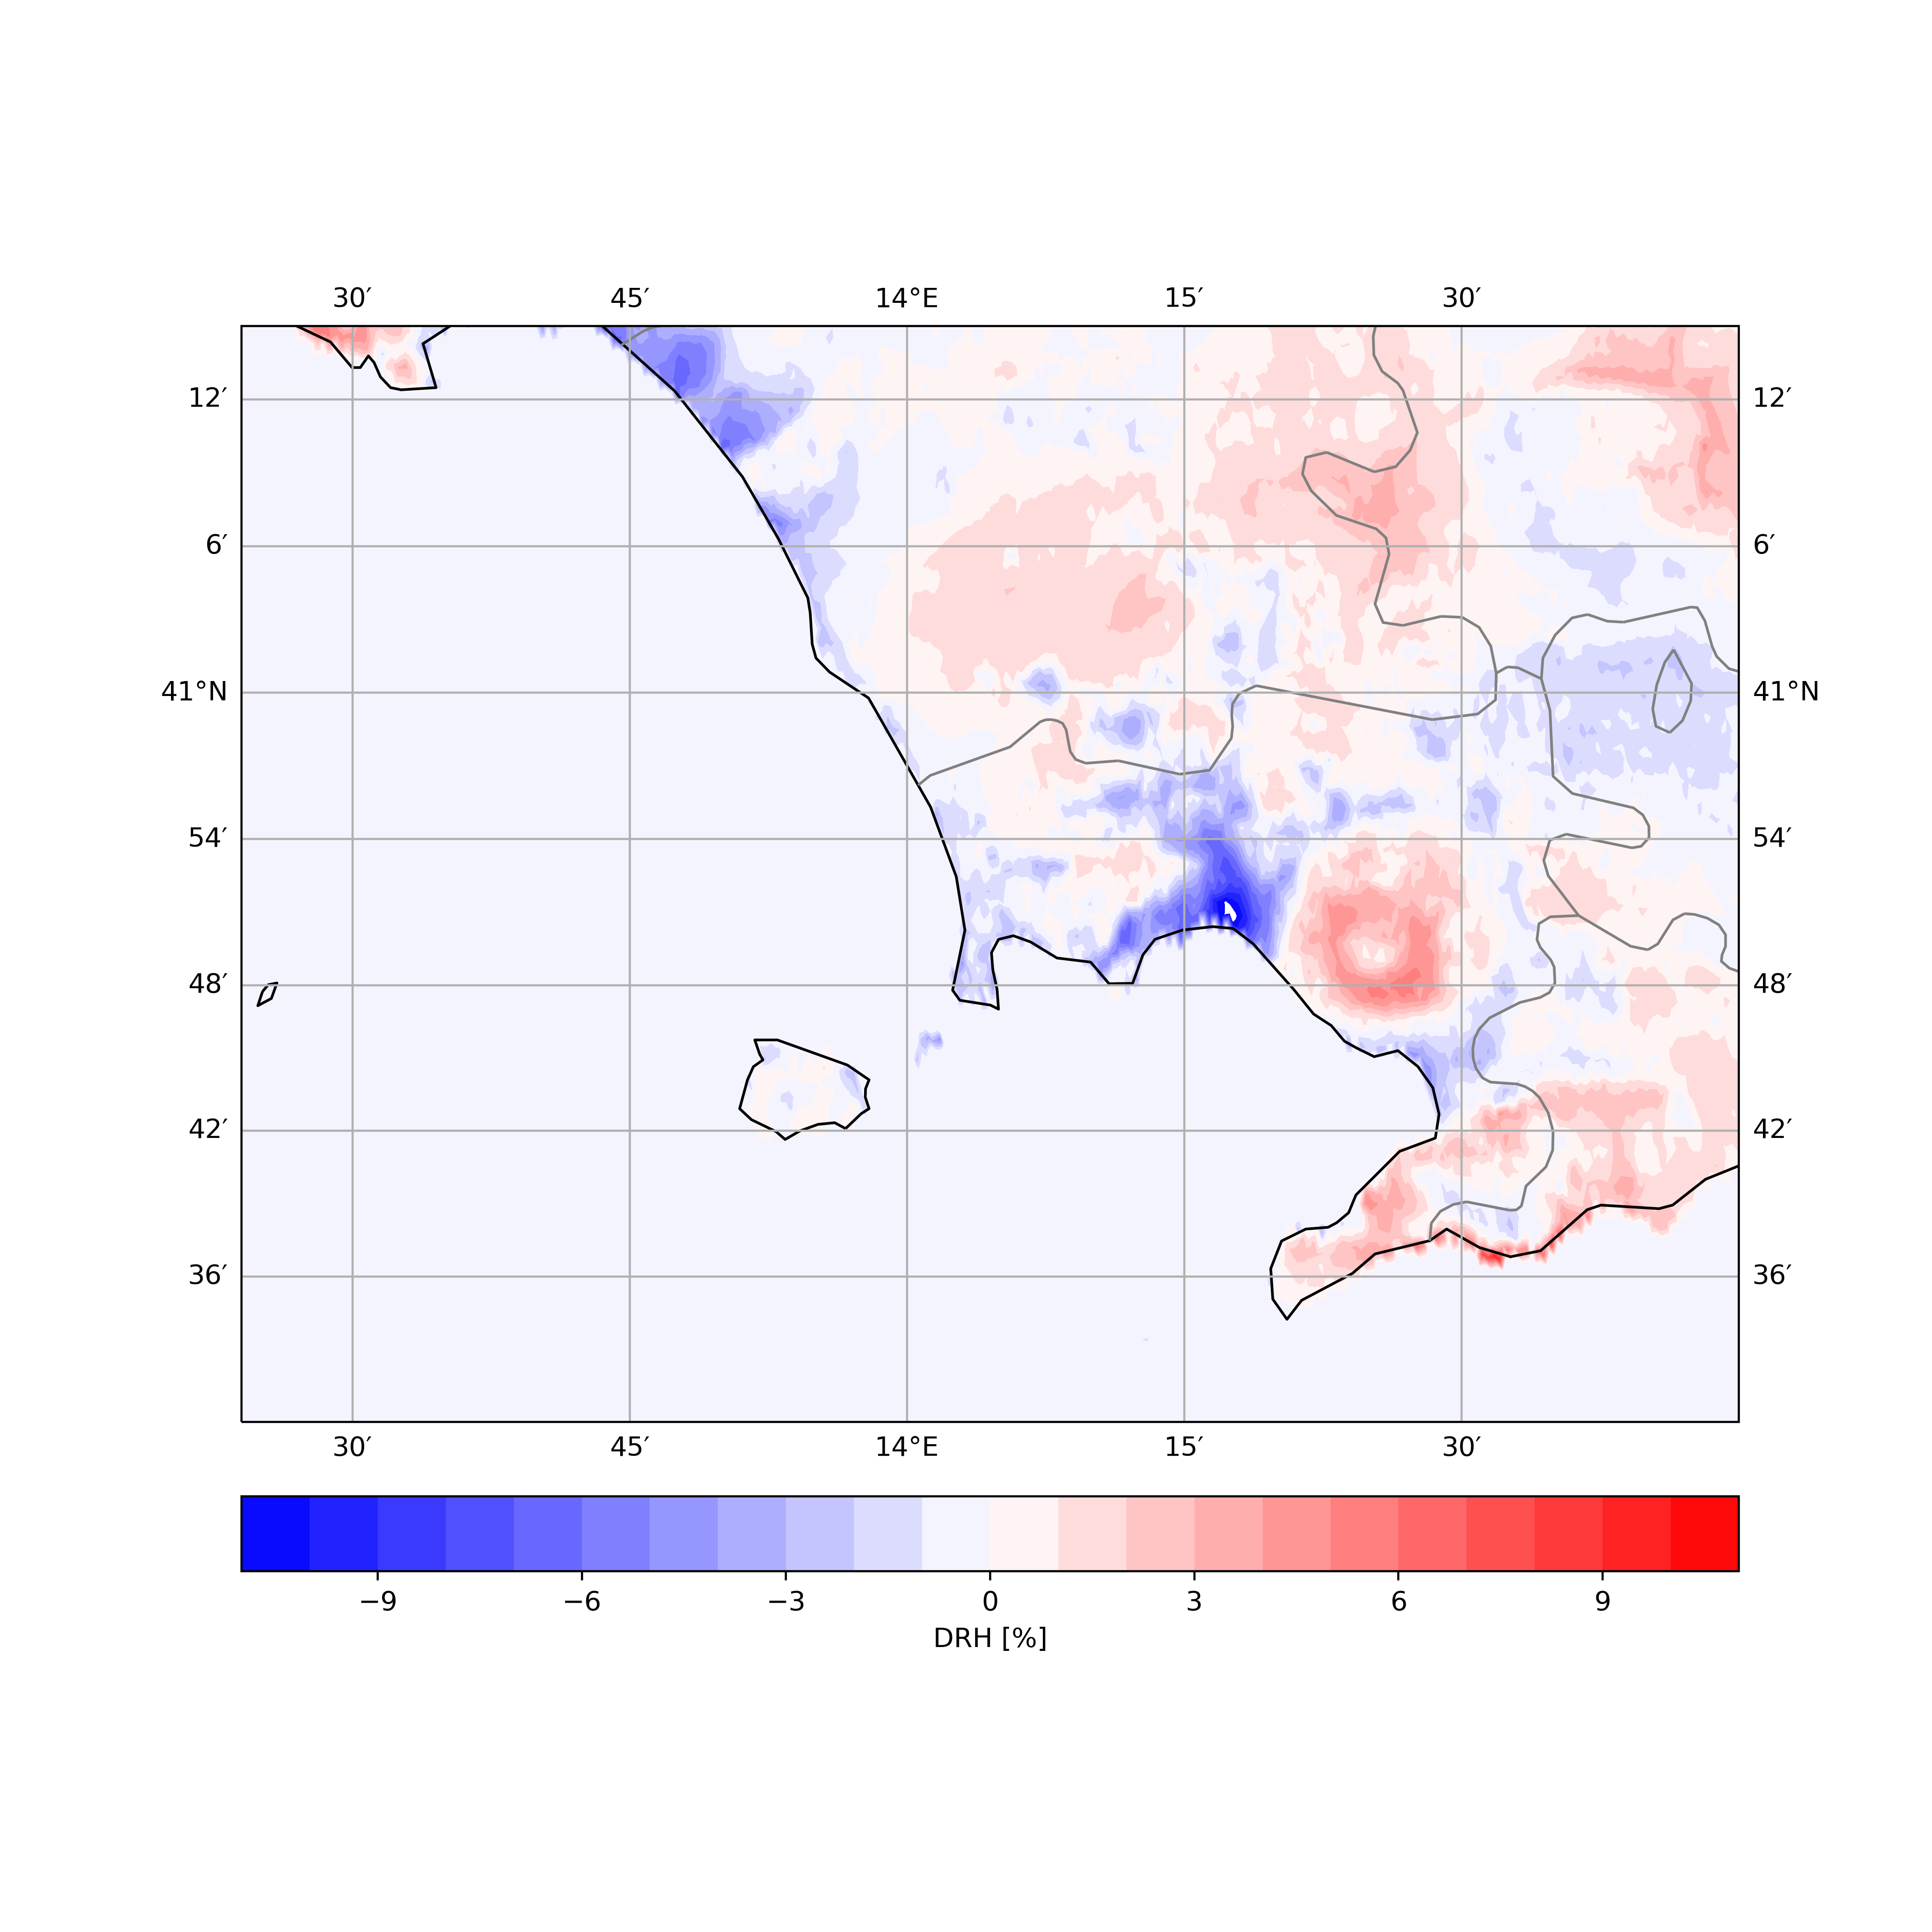 30′ 45′ 14°E 15′ 30′
12′ 12′
6′ 6′
41°N 41°N
54′ 54′
48′ 48′
42′ 42′
36′ 36′
30′ 45′ 14°E 15′ 30′
−9 −6 −3 0 3 6 9
DRH [%]